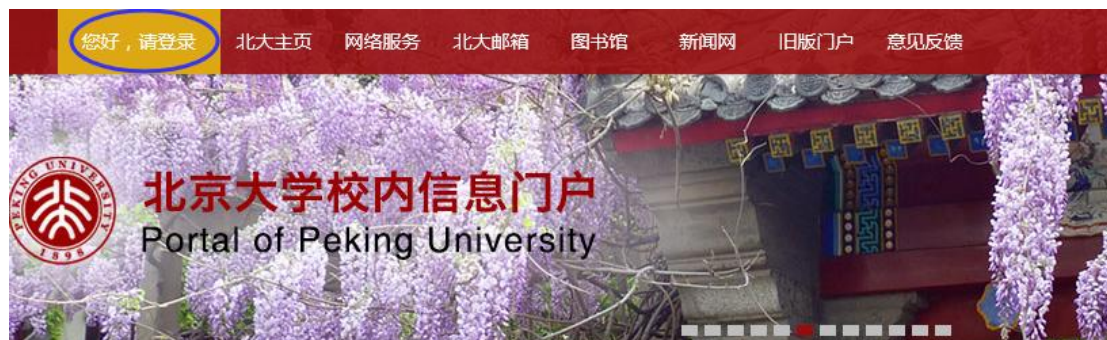 您好，请登录 北大主页 网络服务 北大邮箱 图书馆 新闻网 旧版门户 意见反馈
北京大学校内信息门户
Portal of Peking University
PEKING UNIVERSITY
1898